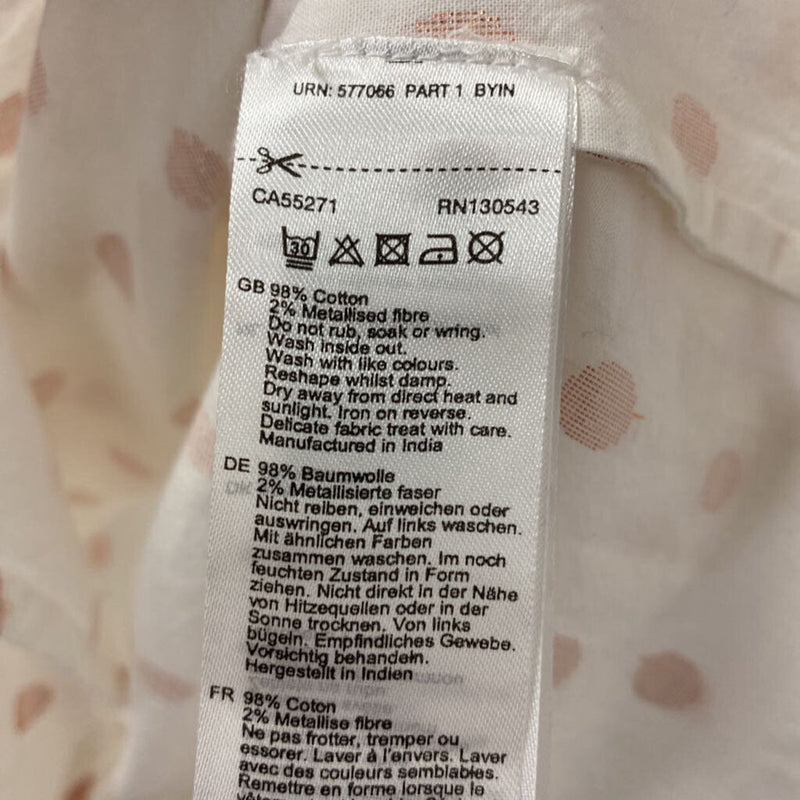 URN: 577066 PART 1 BYIN
CA55271 RN130543
30
GB 98% Cotton
2% Metallised fibre
Do not rub, soak or wring.
Wash inside out.
Wash with like colours.
Reshape whilst damp.
Dry away from direct heat and
sunlight. Iron on reverse.
Delicate fabric treat with care.
Manufactured in India
DE 98% Baumwolle
2% Metallisierte faser
Nicht reiben, einweichen oder
auswringen. Auf links waschen.
Mit ähnlichen Farben
zusammen waschen. Im noch
feuchten Zustand in Form
ziehen. Nicht direkt in der Nähe
von Hitzequellen oder in der
Sonne trocknen. Von links
bügeln. Empfindliches Gewebe.
Vorsichtig behandeln.
Hergestellt in Indien
FR 98% Coton
2% Metallise fibre
Ne pas frotter, tremper ou
essorer. Laver à l'envers. Laver
avec des couleurs semblables.
Remettre en forme lorsque le